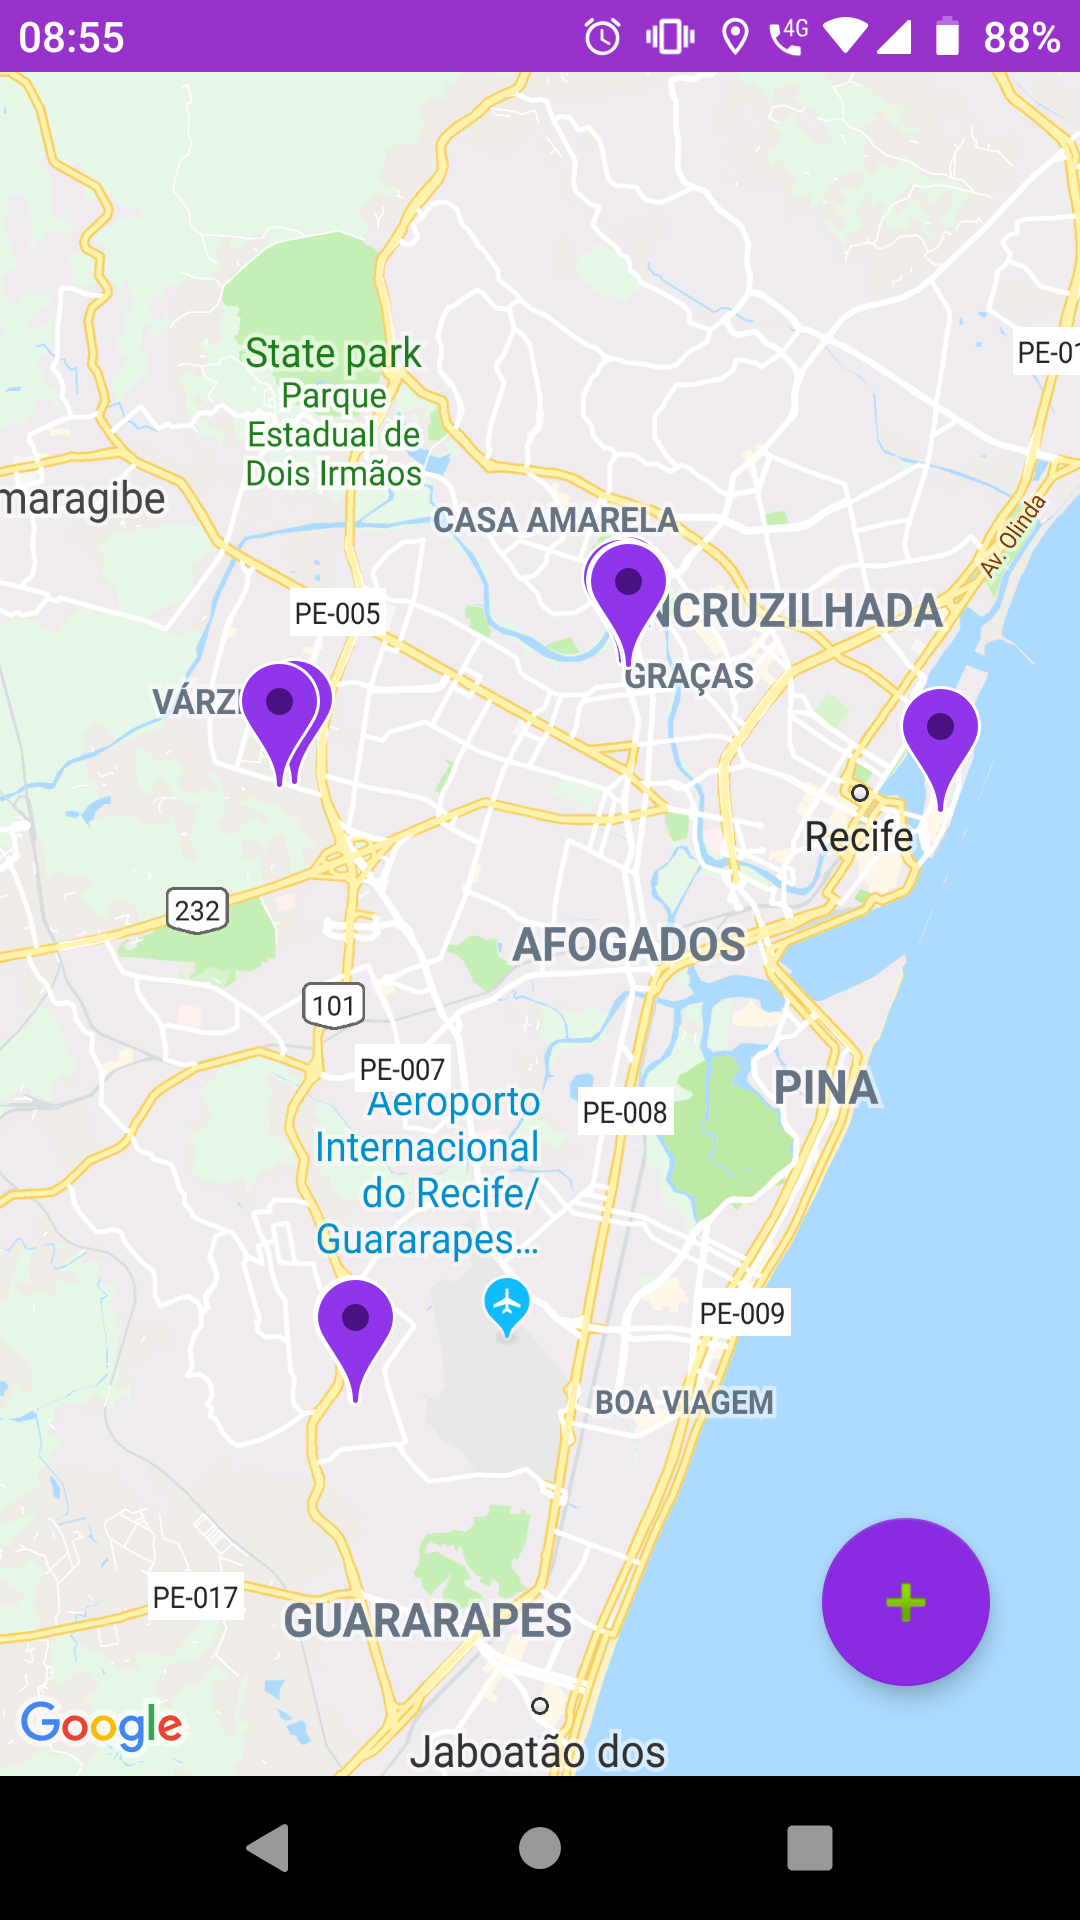 08:55
4G
88%
State park
Parque
Estadual de
Dois Irmãos
PE-01
maragibe
CASA AMARELA
Av. Olinda
PE-005
NCRUZILHADA
GRAÇAS
VÁRZ
Recife
232
AFOGADOS
101
PE-007
Aeroporto
Internacional
do Recife/
Guararapes...
PE-008
PINA
PE-009
BOA VIAGEM
PE-017
GUARARAPES
Google
Jaboatão dos